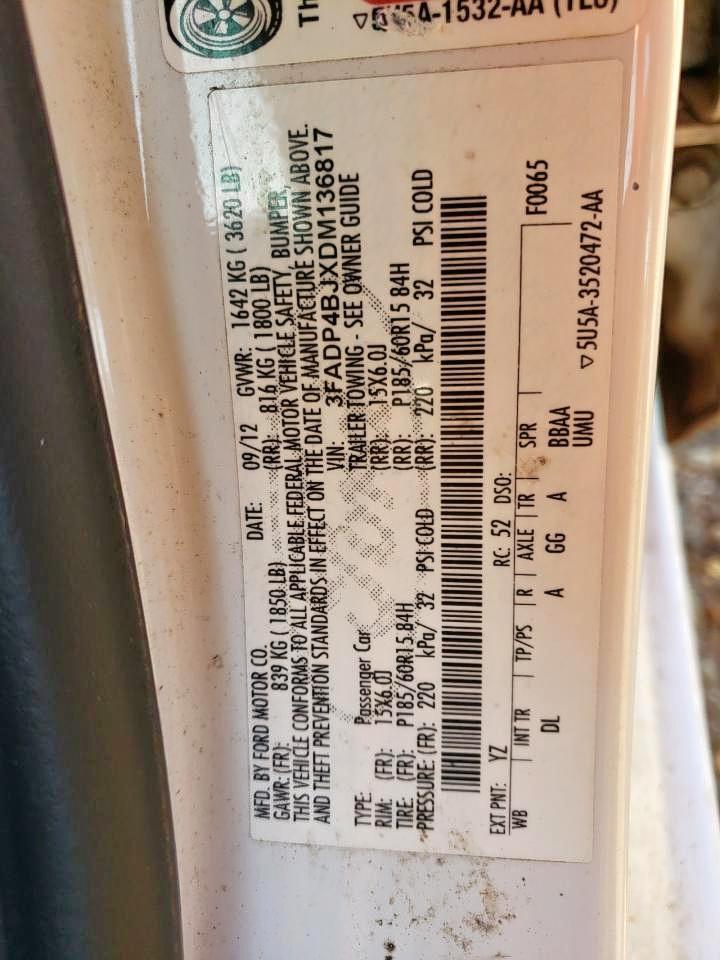 Th
5U5A-1532-AA (TLS)
MFD. BY FORD MOTOR CO. DATE: 09/12 GVWR: 1642 KG ( 3620 LB)
GAWR: (FR): 839 KG ( 1850 LB) (RR): 816 KG ( 1800 LB)
THIS VEHICLE CONFORMS TO ALL APPLICABLE FEDERAL MOTOR VEHICLE SAFETY, BUMPER,
AND THEFT PREVENTION STANDARDS IN EFFECT ON THE DATE OF MANUFACTURE SHOWN ABOVE.
VIN: 3FADP4BJXDM136817
TYPE: Passenger Car TRAILER TOWING - SEE OWNER GUIDE
RIM: (FR): 15X6.0J (RR): 15X6.0J
TIRE: (FR): P185/60R15 84H (RR): P185/60R15 84H
PRESSURE: (FR): 220 kPa/ 32 PSI COLD (RR): 220 kPa/ 32 PSI COLD
EXT PNT: YZ RC: 52 DSO: F0065
WB INT TR TP/PS R AXLE TR SPR
DL A GG A BBAA
UMU
5U5A-3520472-AA